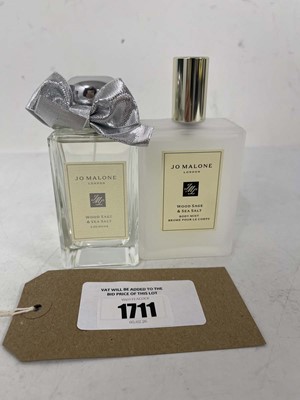 JO MALONE
LONDON
WOOD SAGE
& SEA SALT
COLOGNE
JO MALONE
LONDON
WOOD SAGE
& SEA SALT
BODY MIST
BRUME POUR LE CORPS
VAT WILL BE ADDED TO THE
BID PRICE OF THIS LOT
1711